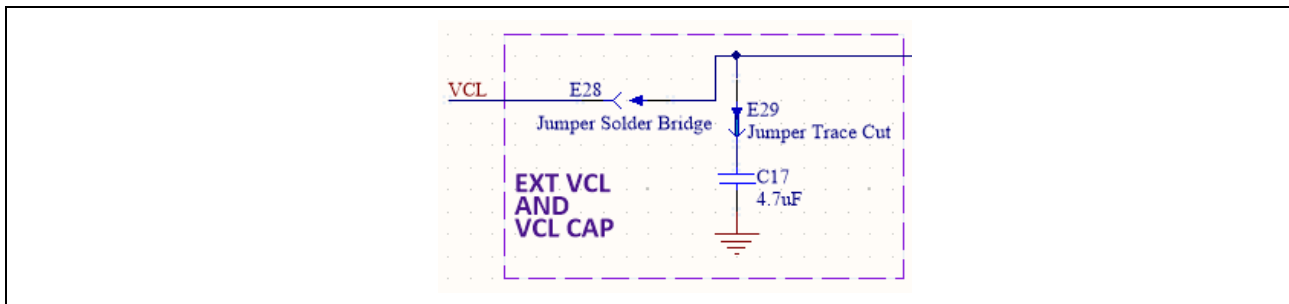 VCL
E28
Jumper Solder Bridge
E29
Jumper Trace Cut
C17
4.7uF
EXT VCL
AND
VCL CAP